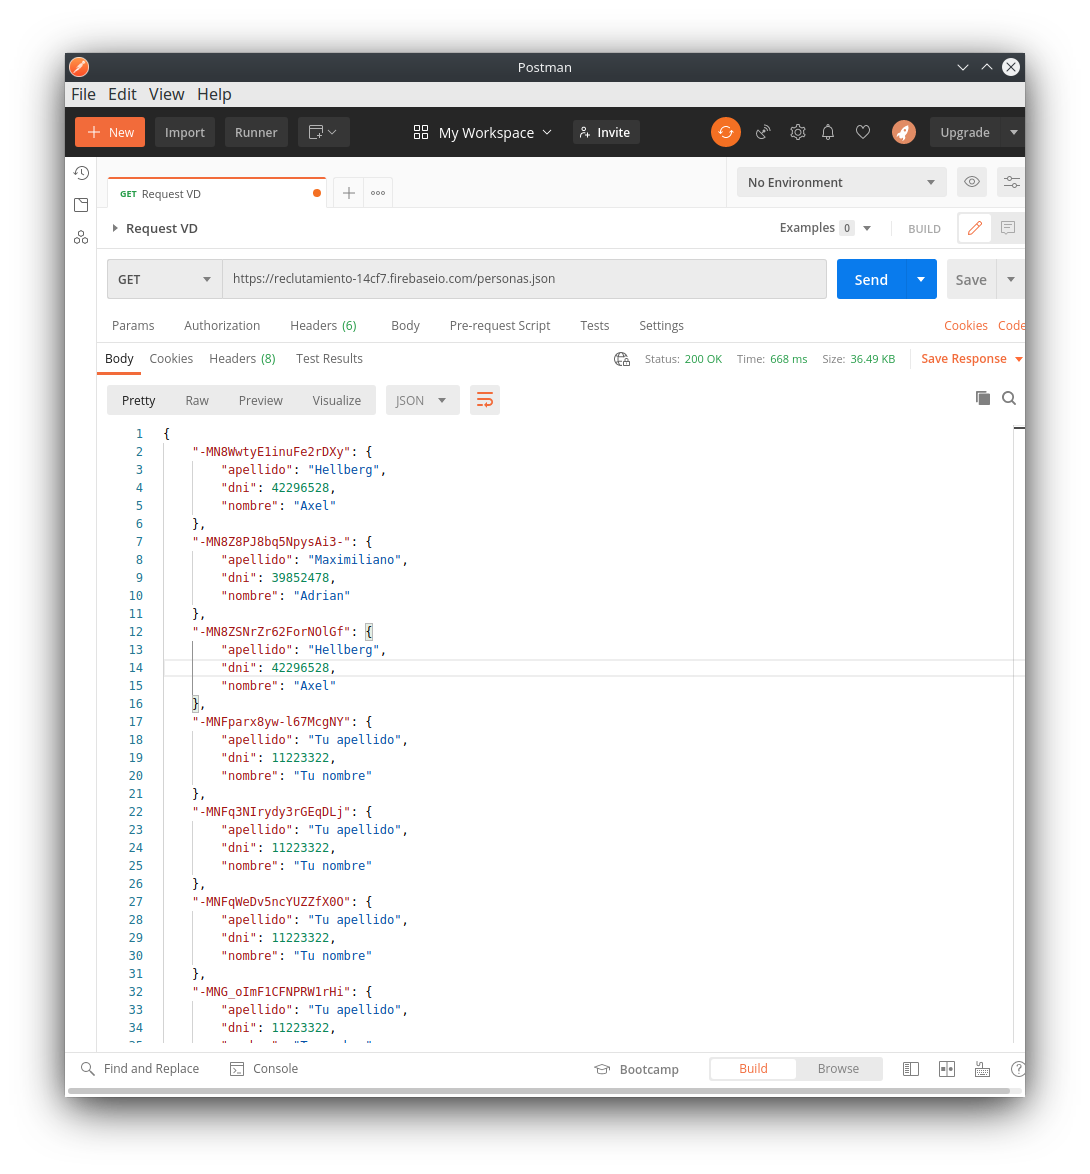 Postman
File Edit View Help
New Import Runner My Workspace Invite Upgrade
GET Request VD No Environment
Request VD Examples 0 BUILD
GET https://reclutamiento-14cf7.firebaseio.com/personas.json Send Save
Params Authorization Headers (6) Body Pre-request Script Tests Settings Cookies Code
Body Cookies Headers (8) Test Results Status: 200 OK Time: 668 ms Size: 36.49 KB Save Response
Pretty Raw Preview Visualize JSON
1 {
2 "-MN8WwtyE1inuFe2rDXy": {
3 "apellido": "Hellberg",
4 "dni": 42296528,
5 "nombre": "Axel"
6 },
7 "-MN8Z8PJ8bq5NpysAi3-": {
8 "apellido": "Maximiliano",
9 "dni": 39852478,
10 "nombre": "Adrian"
11 },
12 "-MN8ZSNrZr62ForNOlGf": {
13 "apellido": "Hellberg",
14 "dni": 42296528,
15 "nombre": "Axel"
16 },
17 "-MNFparx8yw-l67McgNY": {
18 "apellido": "Tu apellido",
19 "dni": 11223322,
20 "nombre": "Tu nombre"
21 },
22 "-MNFq3NIrydy3rGEqDLj": {
23 "apellido": "Tu apellido",
24 "dni": 11223322,
25 "nombre": "Tu nombre"
26 },
27 "-MNFqWeDv5ncYUZZfX0O": {
28 "apellido": "Tu apellido",
29 "dni": 11223322,
30 "nombre": "Tu nombre"
31 },
32 "-MNG_oImF1CFNPRW1rHi": {
33 "apellido": "Tu apellido",
34 "dni": 11223322,
Find and Replace Console Bootcamp Build Browse